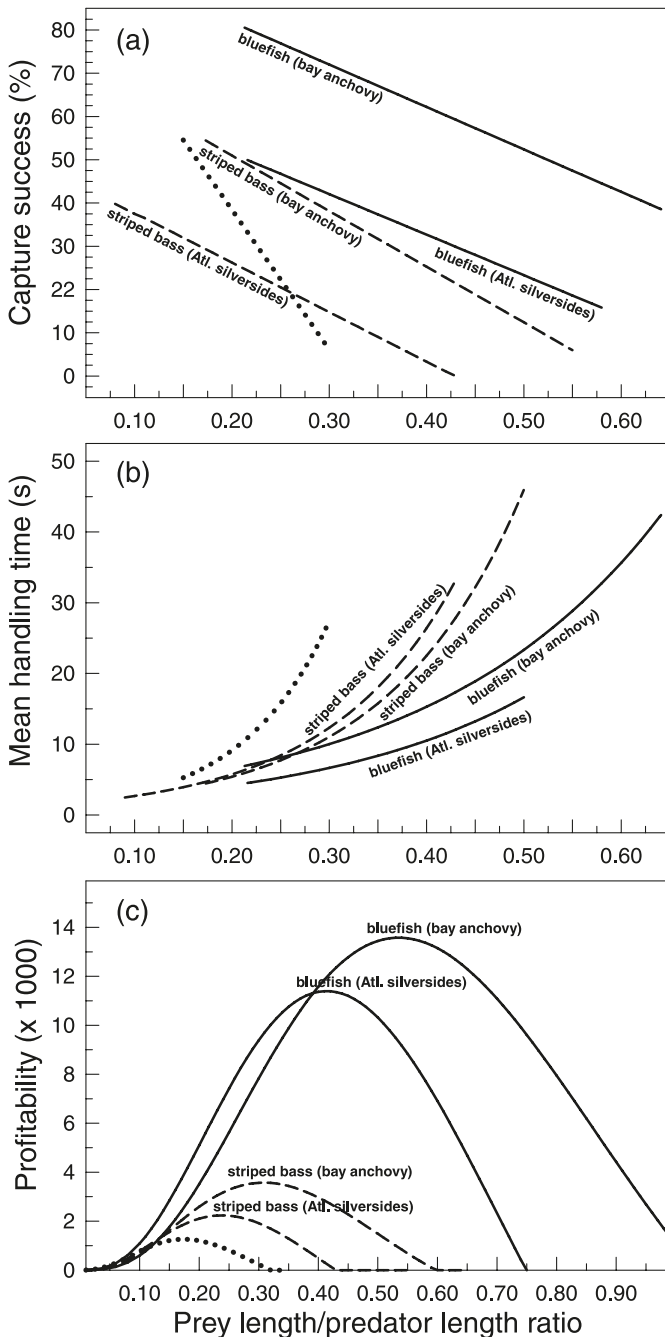 (a)
Capture success (%)
80
70
60
50
40
30
22
10
0
bluefish (bay anchovy)
striped bass (bay anchovy)
bluefish (Atl. silversides)
striped bass (Atl. silversides)
0.10 0.20 0.30 0.40 0.50 0.60
(b)
Mean handling time (s)
50
40
30
20
10
0
striped bass (Atl. silversides)
striped bass (bay anchovy)
bluefish (bay anchovy)
bluefish (Atl. silversides)
0.10 0.20 0.30 0.40 0.50 0.60
(c)
Profitability (x 1000)
14
12
10
8
6
4
2
0
bluefish (bay anchovy)
bluefish (Atl. silversides)
striped bass (bay anchovy)
striped bass (Atl. silversides)
0.10 0.20 0.30 0.40 0.50 0.60 0.70 0.80 0.90
Prey length/predator length ratio